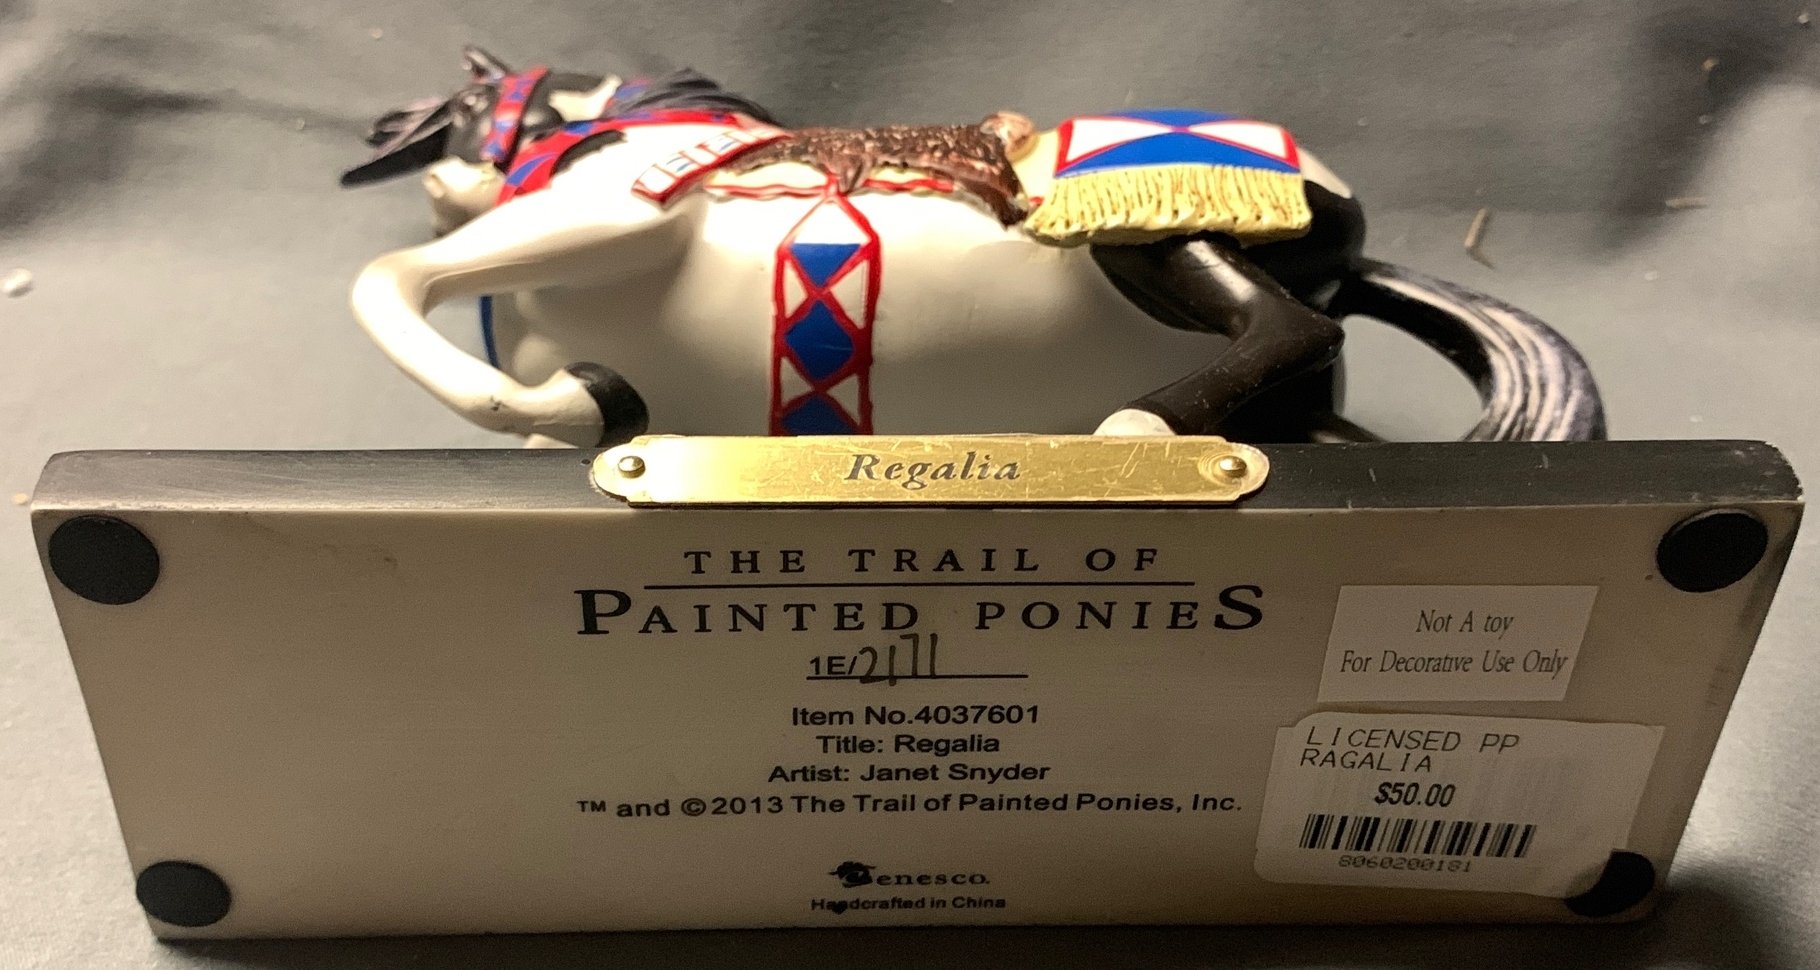 Regalia
THE TRAIL OF
PAINTED PONIES
1E/2171
Item No.4037601
Title: Regalia
Artist: Janet Snyder
™ and ©2013 The Trail of Painted Ponies, Inc.
Enesco.
Handcrafted in China
Not A toy
For Decorative Use Only
LICENSED PP
RAGALIA
$50.00
8060200181